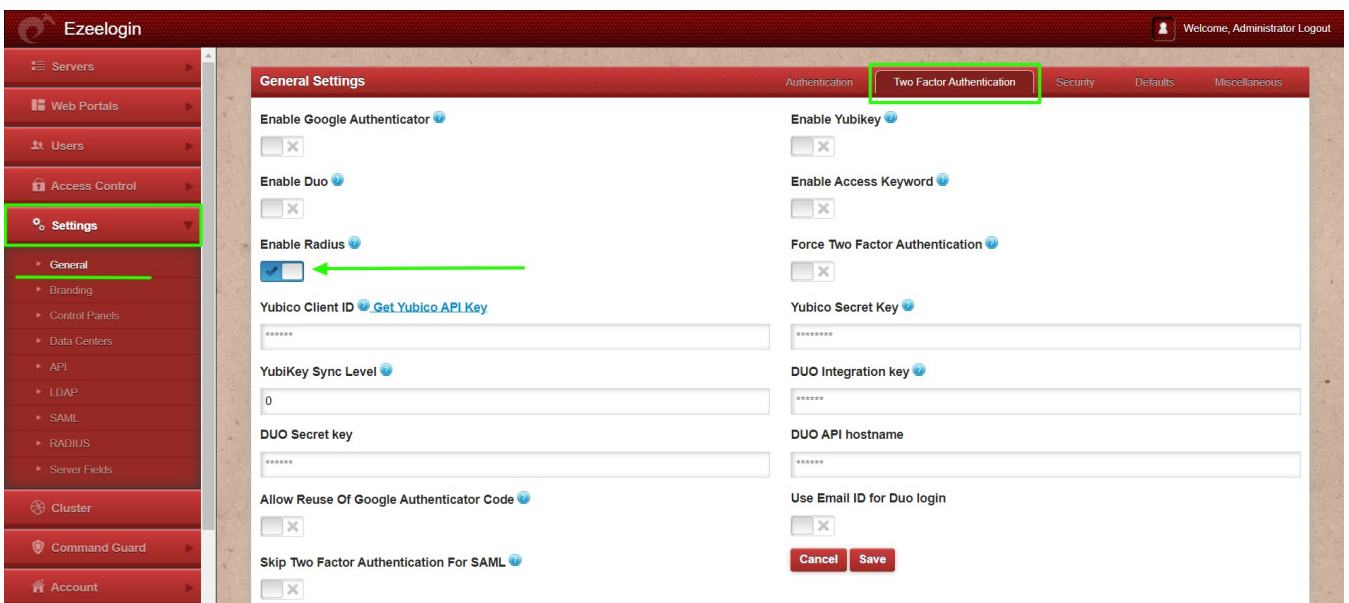 Ezeelogin
Welcome, Administrator Logout
Servers
Web Portals
Users
Access Control
Settings
General
Branding
Control Panels
Data Centers
API
LDAP
SAML
RADIUS
Server Fields
Cluster
Command Guard
Account
General Settings
Authentication Two Factor Authentication Security Defaults Miscellaneous
Enable Google Authenticator
Enable Yubikey
Enable Duo
Enable Access Keyword
Enable Radius
Force Two Factor Authentication
Yubico Client ID Get Yubico API Key
******
Yubico Secret Key
********
YubiKey Sync Level
0
DUO Integration key
******
DUO Secret key
******
DUO API hostname
******
Allow Reuse Of Google Authenticator Code
Use Email ID for Duo login
Skip Two Factor Authentication For SAML
Cancel Save